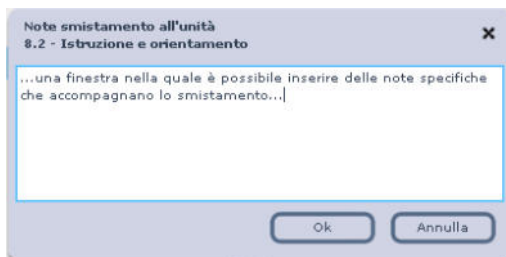 Note smistamento all'unità
8.2 - Istruzione e orientamento
...una finestra nella quale è possibile inserire delle note specifiche
che accompagnano lo smistamento...
Ok Annulla